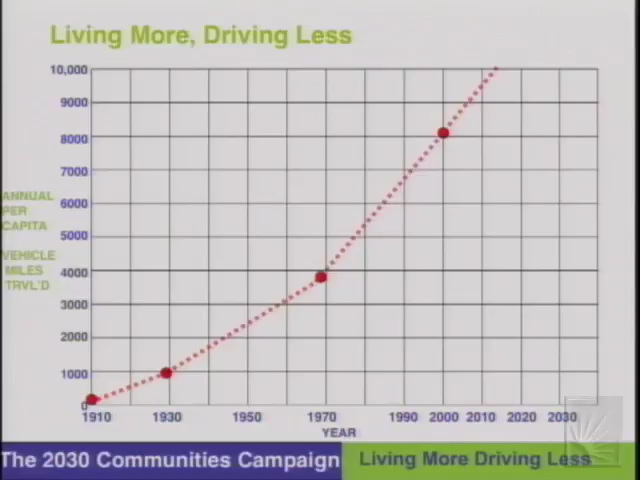 Living More, Driving Less
10,000
9000
8000
7000
6000
5000
4000
3000
2000
1000
0
ANNUAL
PER
CAPITA
VEHICLE
MILES
TRVL'D
1910 1930 1950 1970 1990 2000 2010 2020 2030
YEAR
The 2030 Communities Campaign Living More Driving Less